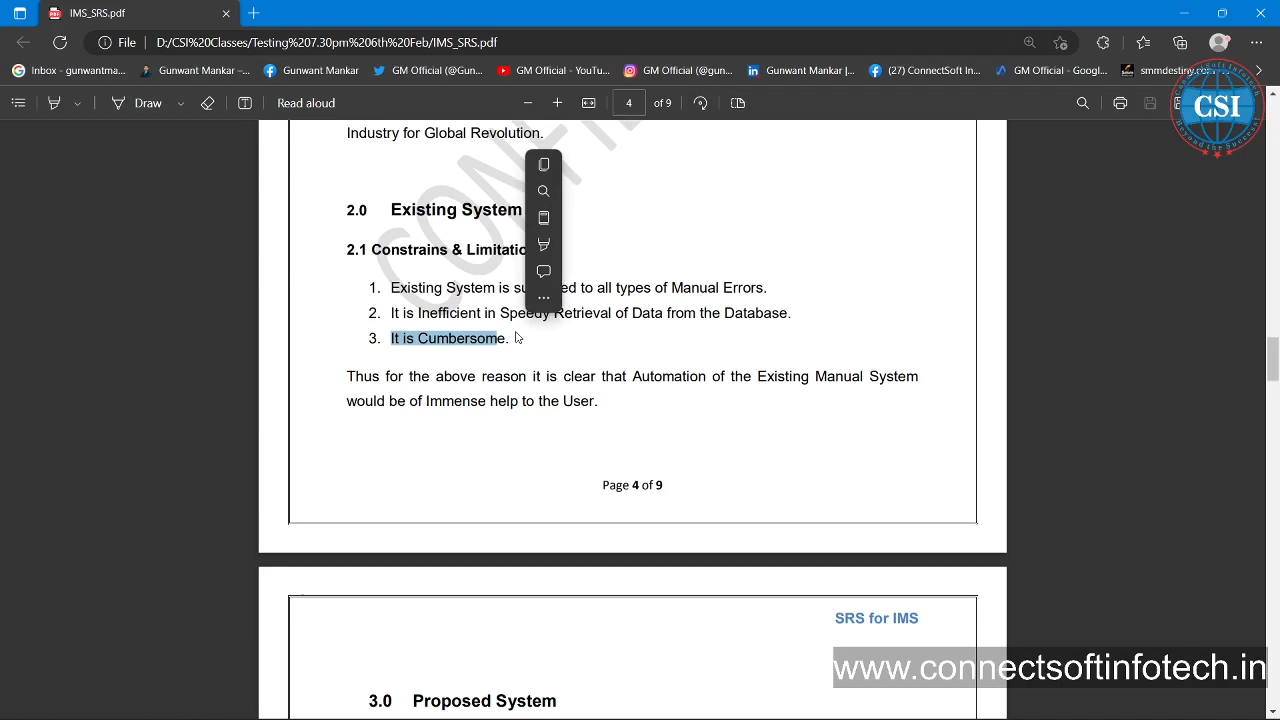 IMS_SRS.pdf
File D:/CSI%20Classes/Testing%207.30pm%206th%20Feb/IMS_SRS.pdf
Inbox - gunwantma... Gunwant Mankar –... Gunwant Mankar GM Official (@Gun... GM Official - YouTu... GM Official (@gun... Gunwant Mankar |... (27) ConnectSoft In... GM Official - Googl...
Draw Read aloud 4 of 9
CSI
Beyond the Success
CONFI
Industry for Global Revolution.
2.0 Existing System
2.1 Constrains & Limitatio
1. Existing System is su ed to all types of Manual Errors.
2. It is Inefficient in Speedy Retrieval of Data from the Database.
3. It is Cumbersome.
Thus for the above reason it is clear that Automation of the Existing Manual System
would be of Immense help to the User.
Page 4 of 9
SRS for IMS
www.connectsoftinfotech.in
3.0 Proposed System